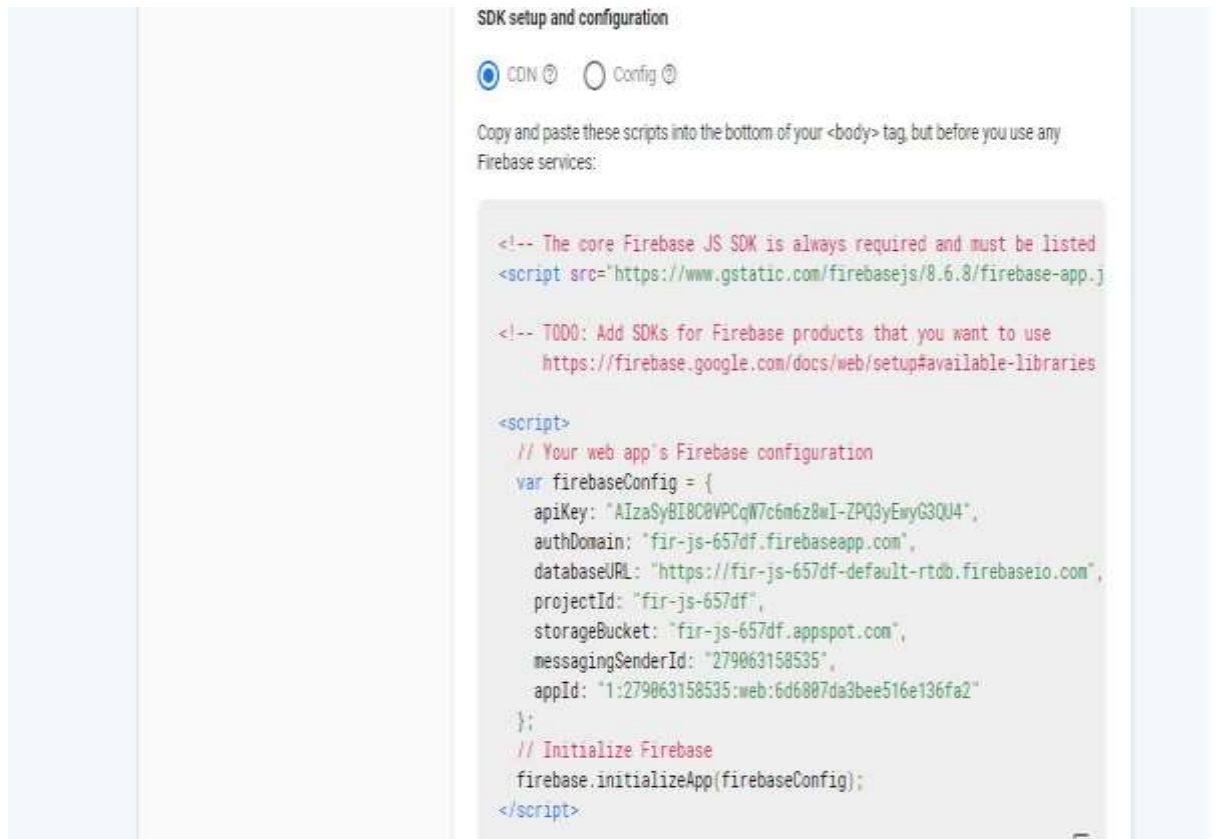 SDK setup and configuration
CDN Config
Copy and paste these scripts into the bottom of your <body> tag, but before you use any
Firebase services:
<!-- The core Firebase JS SDK is always required and must be listed
<script src="https://www.gstatic.com/firebasejs/8.6.8/firebase-app.j
<!-- TODO: Add SDKs for Firebase products that you want to use
https://firebase.google.com/docs/web/setup#available-libraries
<script>
// Your web app's Firebase configuration
var firebaseConfig = {
apiKey: "AIzaSyBI8C0VPCqW7c6m6z8wI-ZPQ3yEwyG3QU4",
authDomain: "fir-js-657df.firebaseapp.com",
databaseURL: "https://fir-js-657df-default-rtdb.firebaseio.com",
projectId: "fir-js-657df",
storageBucket: "fir-js-657df.appspot.com",
messagingSenderId: "279063158535",
appId: "1:279063158535:web:6d6807da3bee516e136fa2"
};
// Initialize Firebase
firebase.initializeApp(firebaseConfig);
</script>